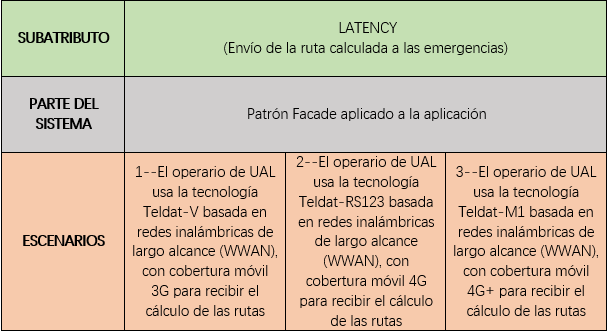 SUBATRIBUTO
LATENCY
(Envío de la ruta calculada a las emergencias)
PARTE DEL
SISTEMA
Patrón Facade aplicado a la aplicación
ESCENARIOS
1--El operario de UAL
usa la tecnología
Teldat-V basada en
redes inalámbricas de
largo alcance (WWAN),
con cobertura móvil
3G para recibir el
cálculo de las rutas
2--El operario de UAL
usa la tecnología
Teldat-RS123 basada
en redes inalámbricas
de largo alcance
(WWAN), con
cobertura móvil 4G
para recibir el cálculo
de las rutas
3--El operario de UAL
usa la tecnología
Teldat-M1 basada en
redes inalámbricas de
largo alcance (WWAN),
con cobertura móvil
4G+ para recibir el
cálculo de las rutas